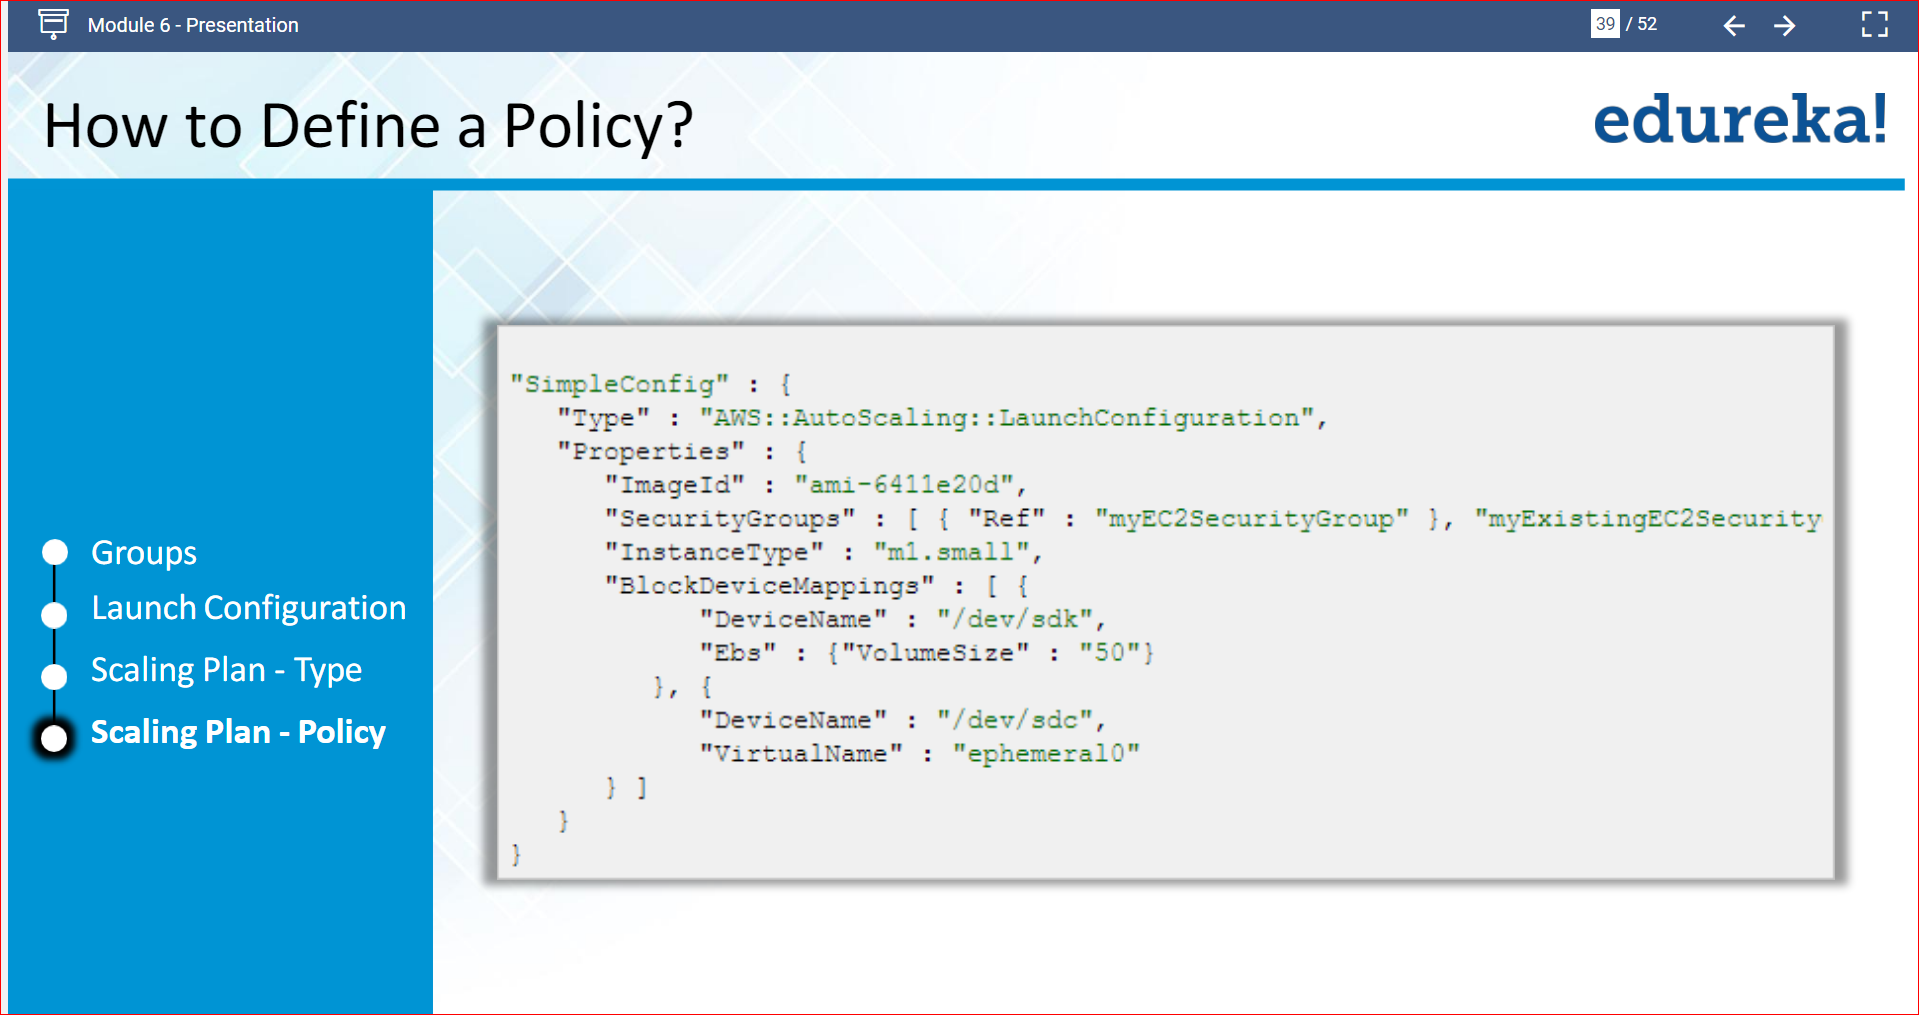 Module 6 - Presentation
39 / 52
How to Define a Policy?
edureka!
Groups
Launch Configuration
Scaling Plan - Type
Scaling Plan - Policy
"SimpleConfig" : {
"Type" : "AWS::AutoScaling::LaunchConfiguration",
"Properties" : {
"ImageId" : "ami-6411e20d",
"SecurityGroups" : [ { "Ref" : "myEC2SecurityGroup" }, "myExistingEC2Security
"InstanceType" : "m1.small",
"BlockDeviceMappings" : [ {
"DeviceName" : "/dev/sdk",
"Ebs" : {"VolumeSize" : "50"}
}, {
"DeviceName" : "/dev/sdc",
"VirtualName" : "ephemeral0"
} ]
}
}